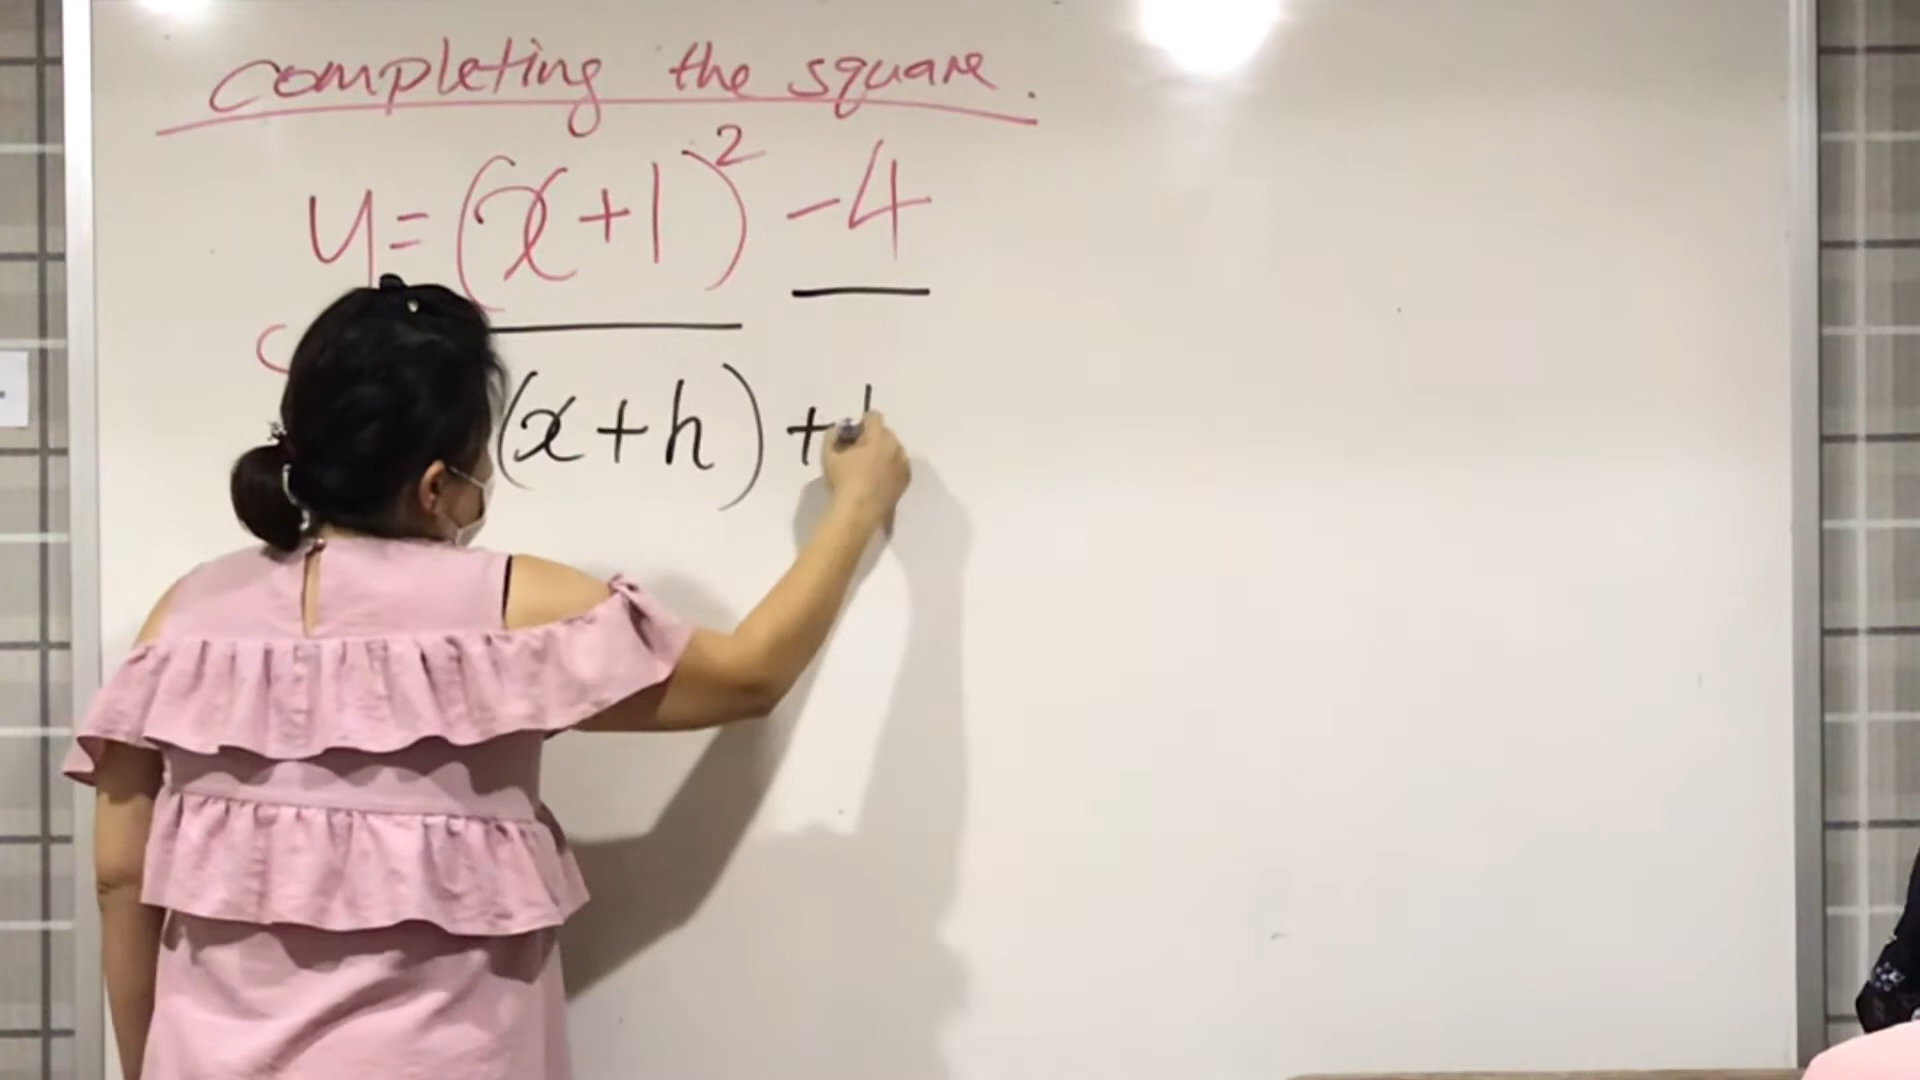 completing the square.
y = (x+1)² - 4
(x+h) +